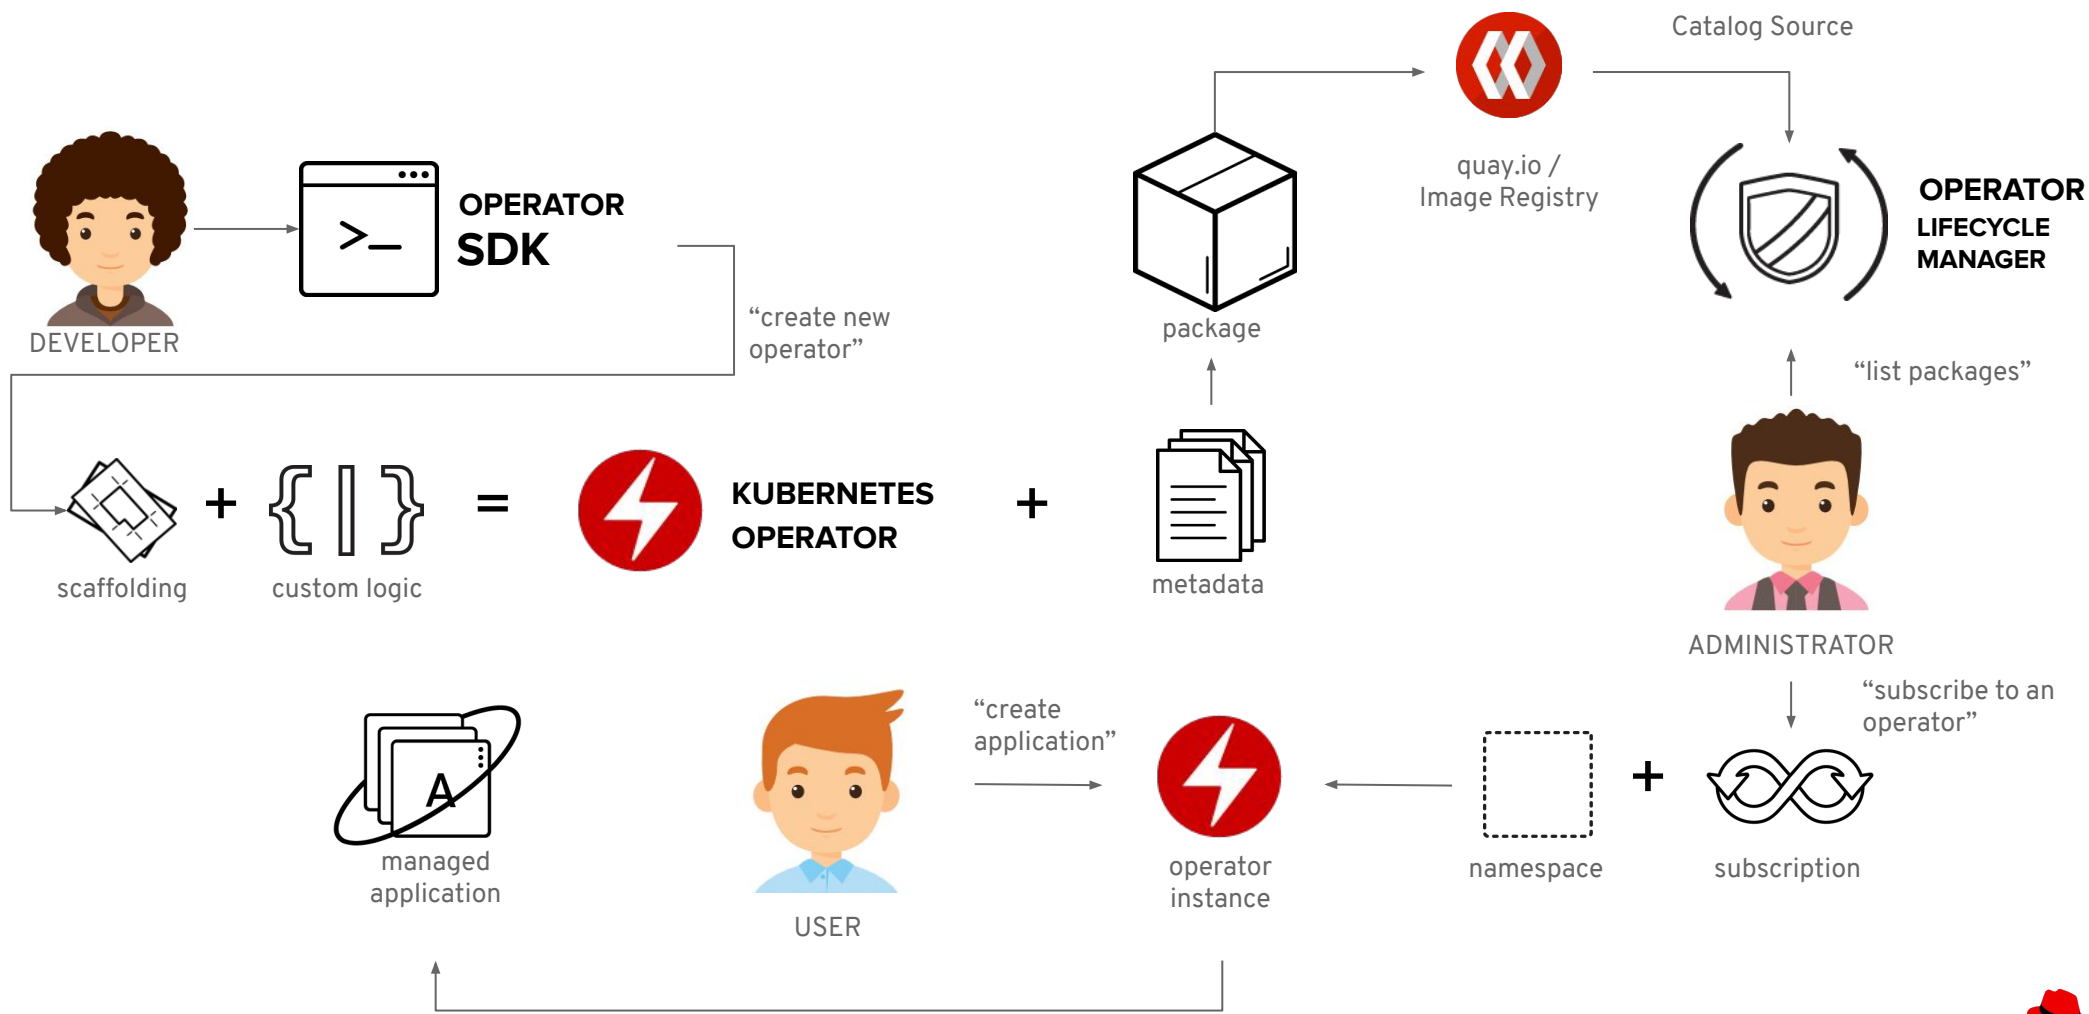 Catalog Source
quay.io /
Image Registry
OPERATOR
SDK
OPERATOR
LIFECYCLE
MANAGER
>_
DEVELOPER
“create new
operator”
package
“list packages”
KUBERNETES
OPERATOR
+
{|}
=
+
scaffolding
custom logic
metadata
ADMINISTRATOR
“subscribe to an
operator”
“create
application”
A
+
managed
application
USER
operator
instance
namespace
subscription